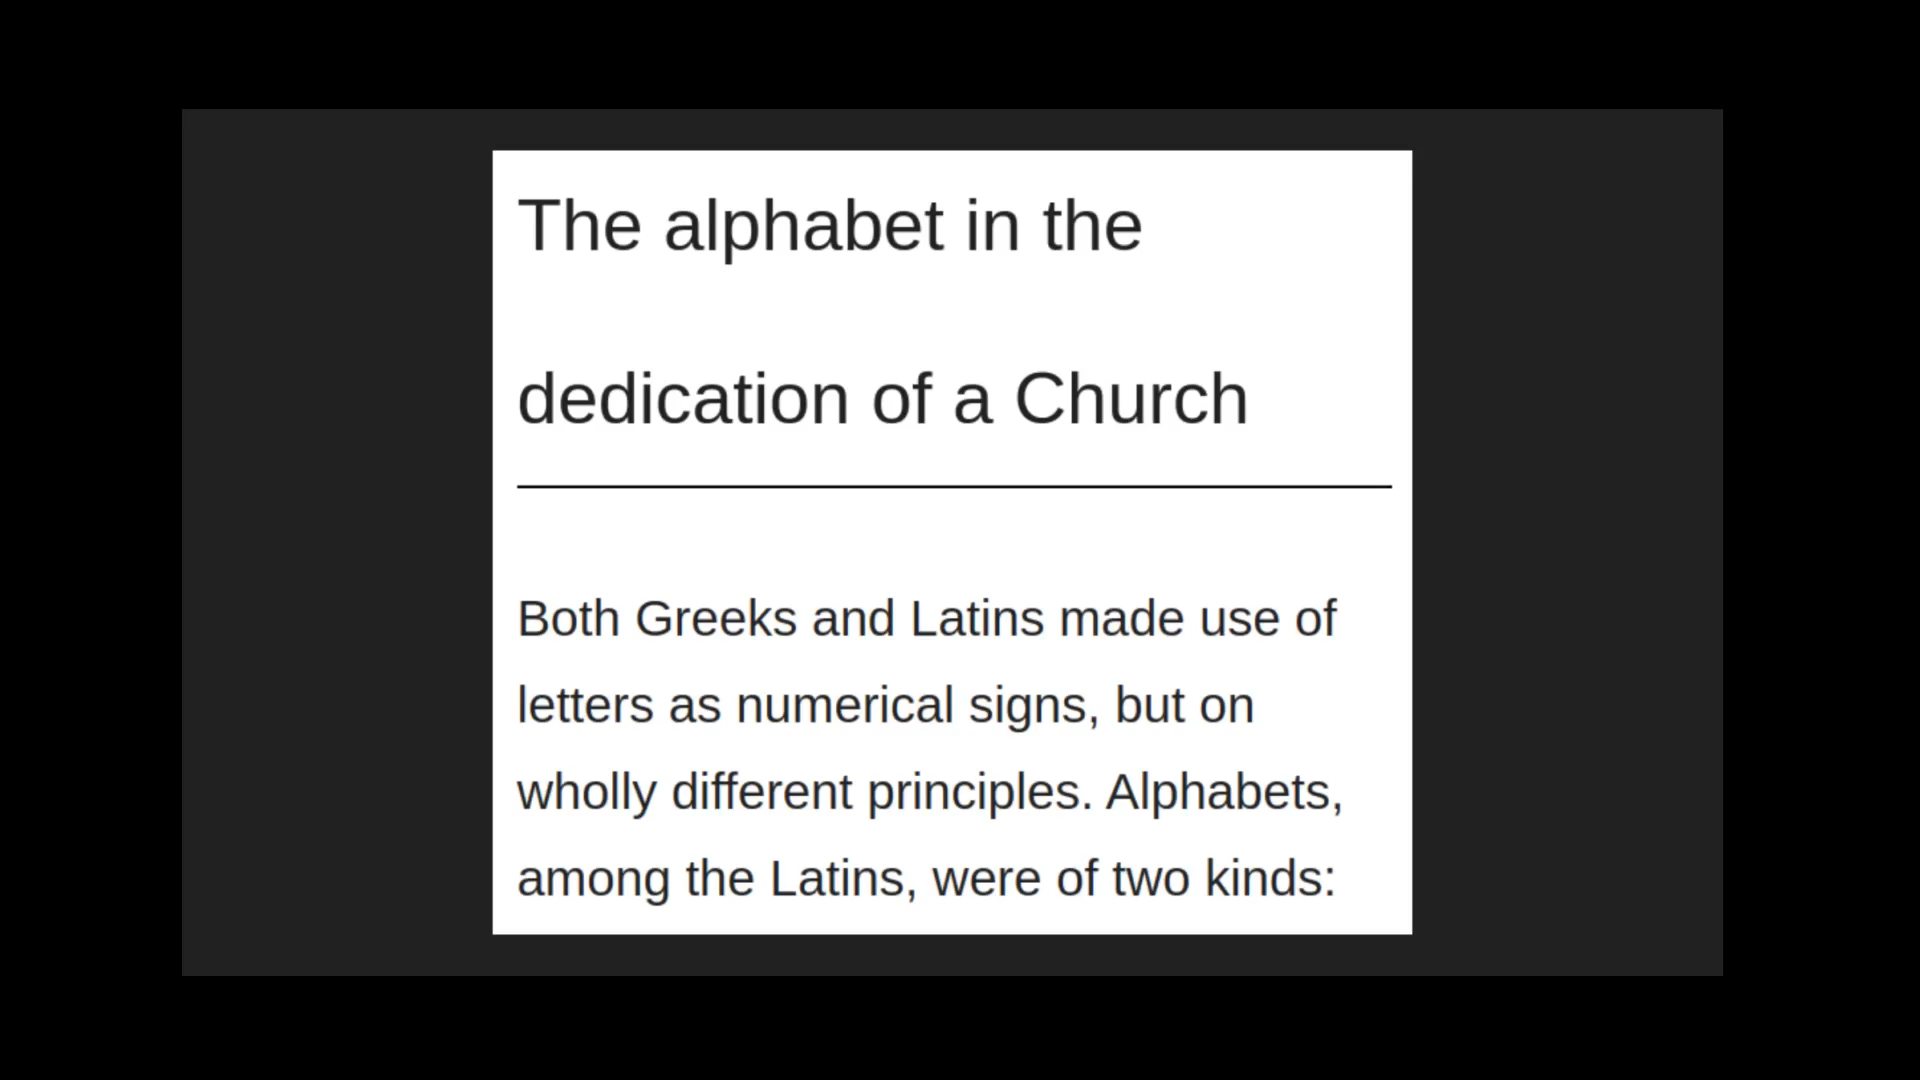 The alphabet in the
dedication of a Church
Both Greeks and Latins made use of
letters as numerical signs, but on
wholly different principles. Alphabets,
among the Latins, were of two kinds: